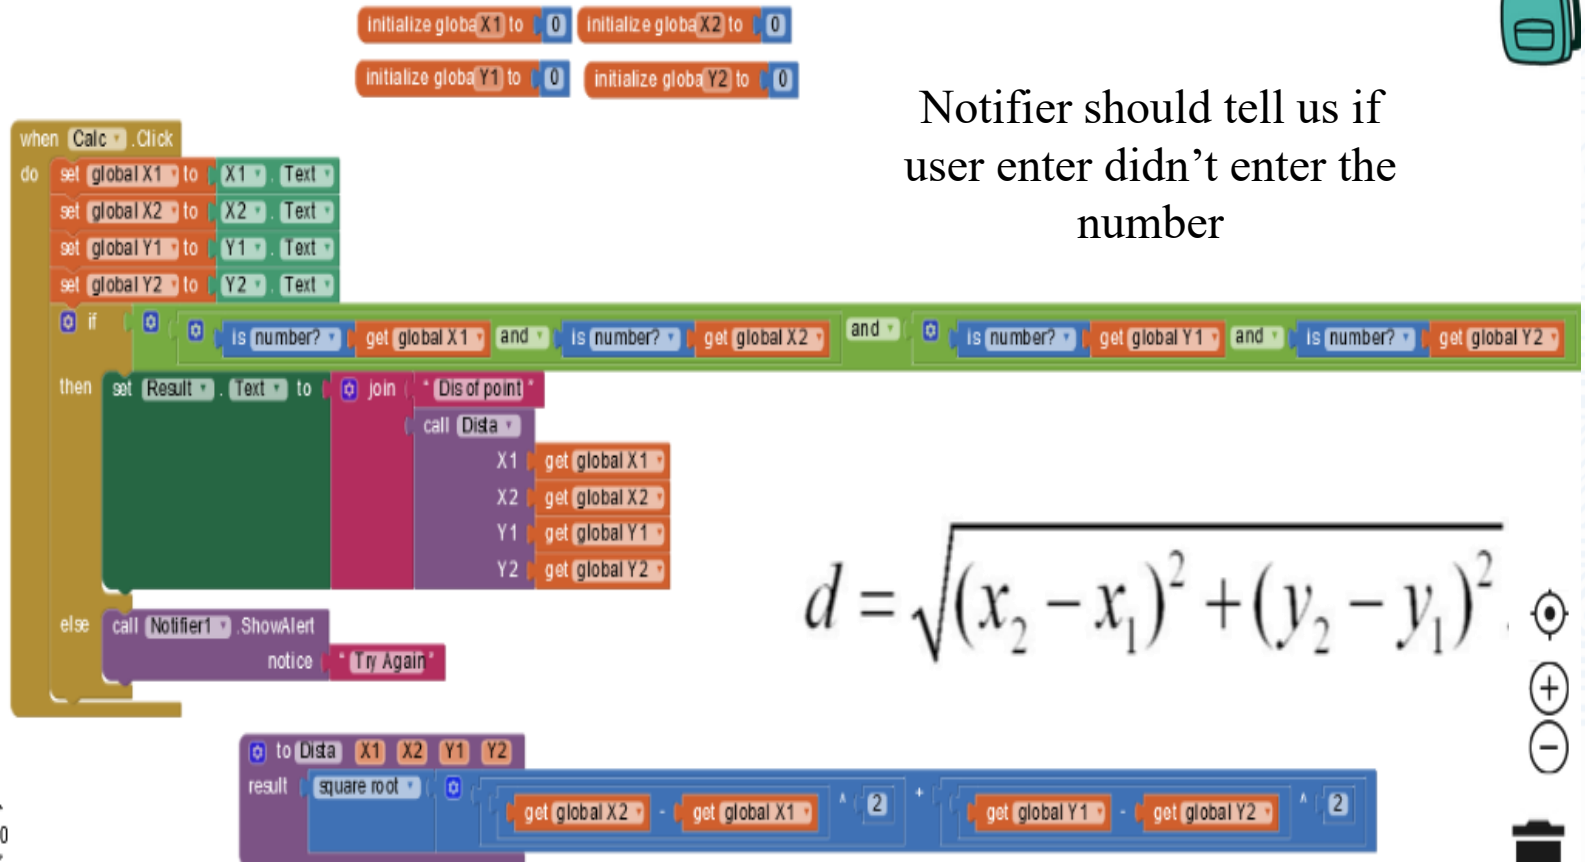 initialize globa X1 to 0 initialize globa X2 to 0
initialize globa Y1 to 0 initialize globa Y2 to 0
Notifier should tell us if
user enter didn’t enter the
number
when Calc .Click
do set global X1 to X1 . Text
set global X2 to X2 . Text
set global Y1 to Y1 . Text
set global Y2 to Y2 . Text
if is number? get global X1 and is number? get global X2 and is number? get global Y1 and is number? get global Y2
then set Result . Text to join " Dis of point "
call Dista
X1 get global X1
X2 get global X2
Y1 get global Y1
Y2 get global Y2
d = √(x₂ − x₁)² + (y₂ − y₁)²
else call Notifier1 .ShowAlert
notice " Try Again "
to Dista X1 X2 Y1 Y2
result square root get global X2 - get global X1 ^ 2 + get global Y1 - get global Y2 ^ 2